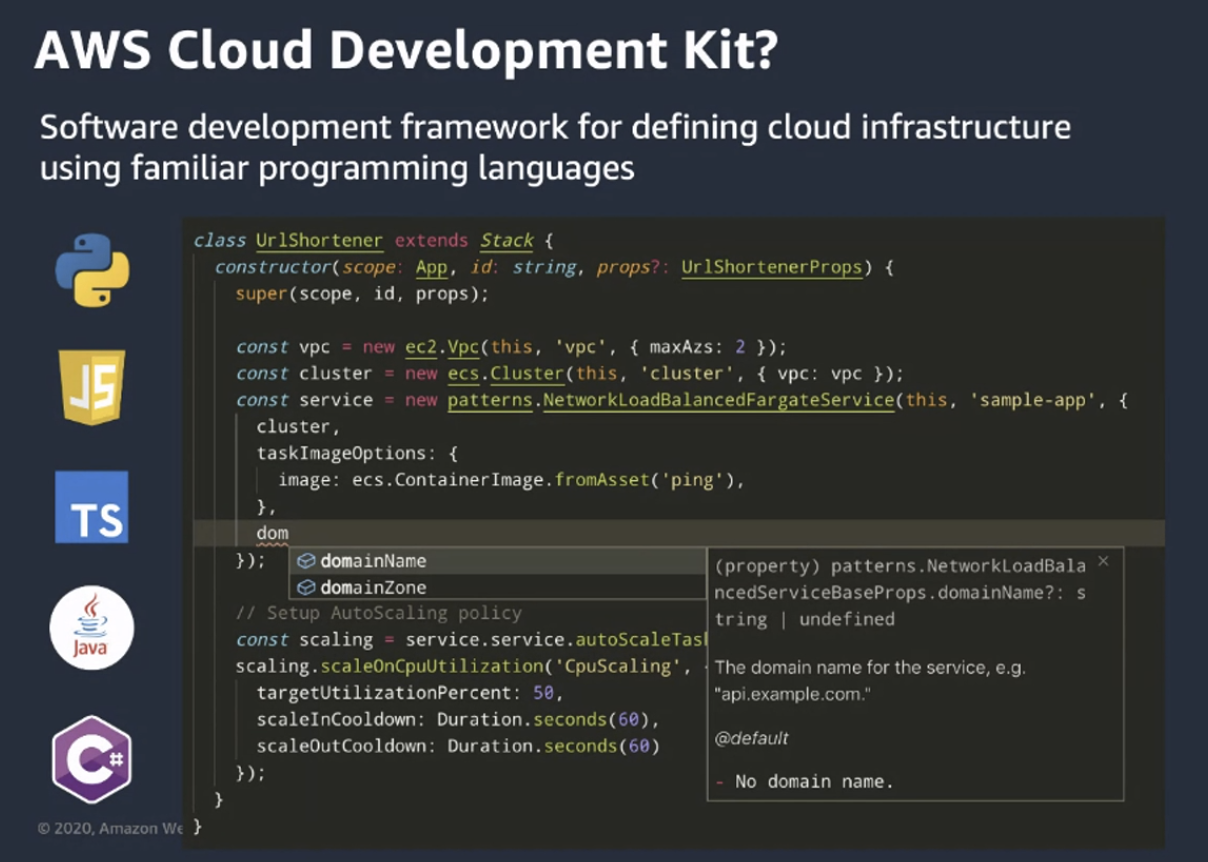 AWS Cloud Development Kit?
Software development framework for defining cloud infrastructure
using familiar programming languages
class UrlShortener extends Stack {
constructor(scope: App, id: string, props?: UrlShortenerProps) {
super(scope, id, props);
const vpc = new ec2.Vpc(this, 'vpc', { maxAzs: 2 });
const cluster = new ecs.Cluster(this, 'cluster', { vpc: vpc });
const service = new patterns.NetworkLoadBalancedFargateService(this, 'sample-app', {
cluster,
taskImageOptions: {
image: ecs.ContainerImage.fromAsset('ping'),
},
dom
});
domainName
domainZone
(property) patterns.NetworkLoadBala
ncedServiceBaseProps.domainName?: s
tring | undefined
The domain name for the service, e.g.
"api.example.com."
@default
- No domain name.
// Setup AutoScaling policy
const scaling = service.service.autoScaleTask
scaling.scaleOnCpuUtilization('CpuScaling',
targetUtilizationPercent: 50,
scaleInCooldown: Duration.seconds(60),
scaleOutCooldown: Duration.seconds(60)
});
}
}
JS
TS
Java
C#
© 2020, Amazon We